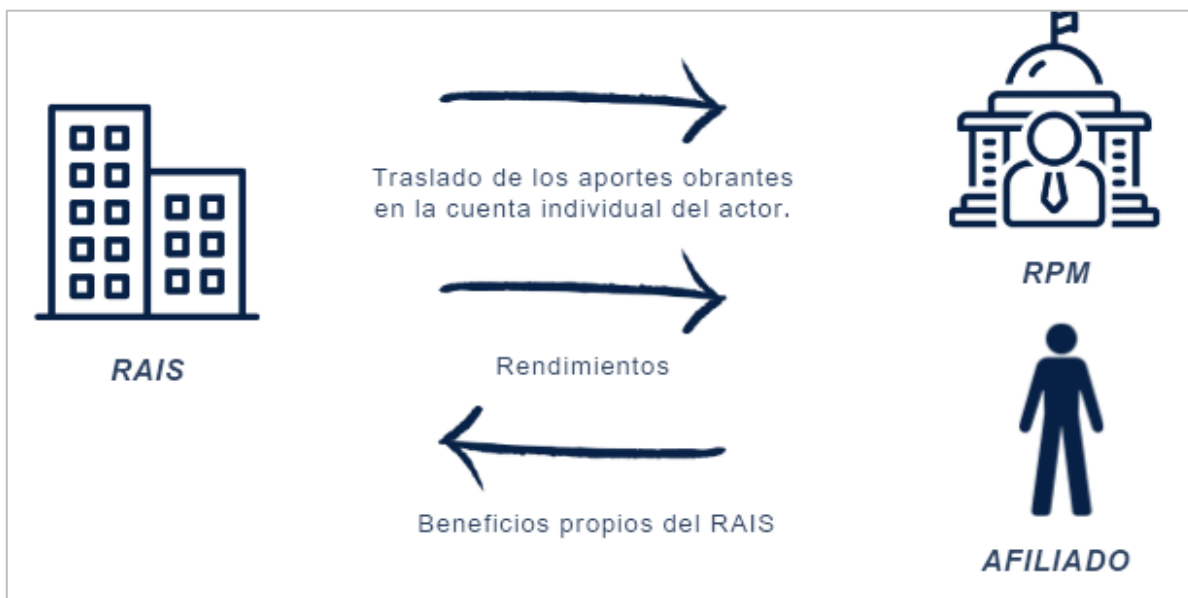 Traslado de los aportes obrantes
en la cuenta individual del actor.
RPM
RAIS
Rendimientos
Beneficios propios del RAIS
AFILIADO